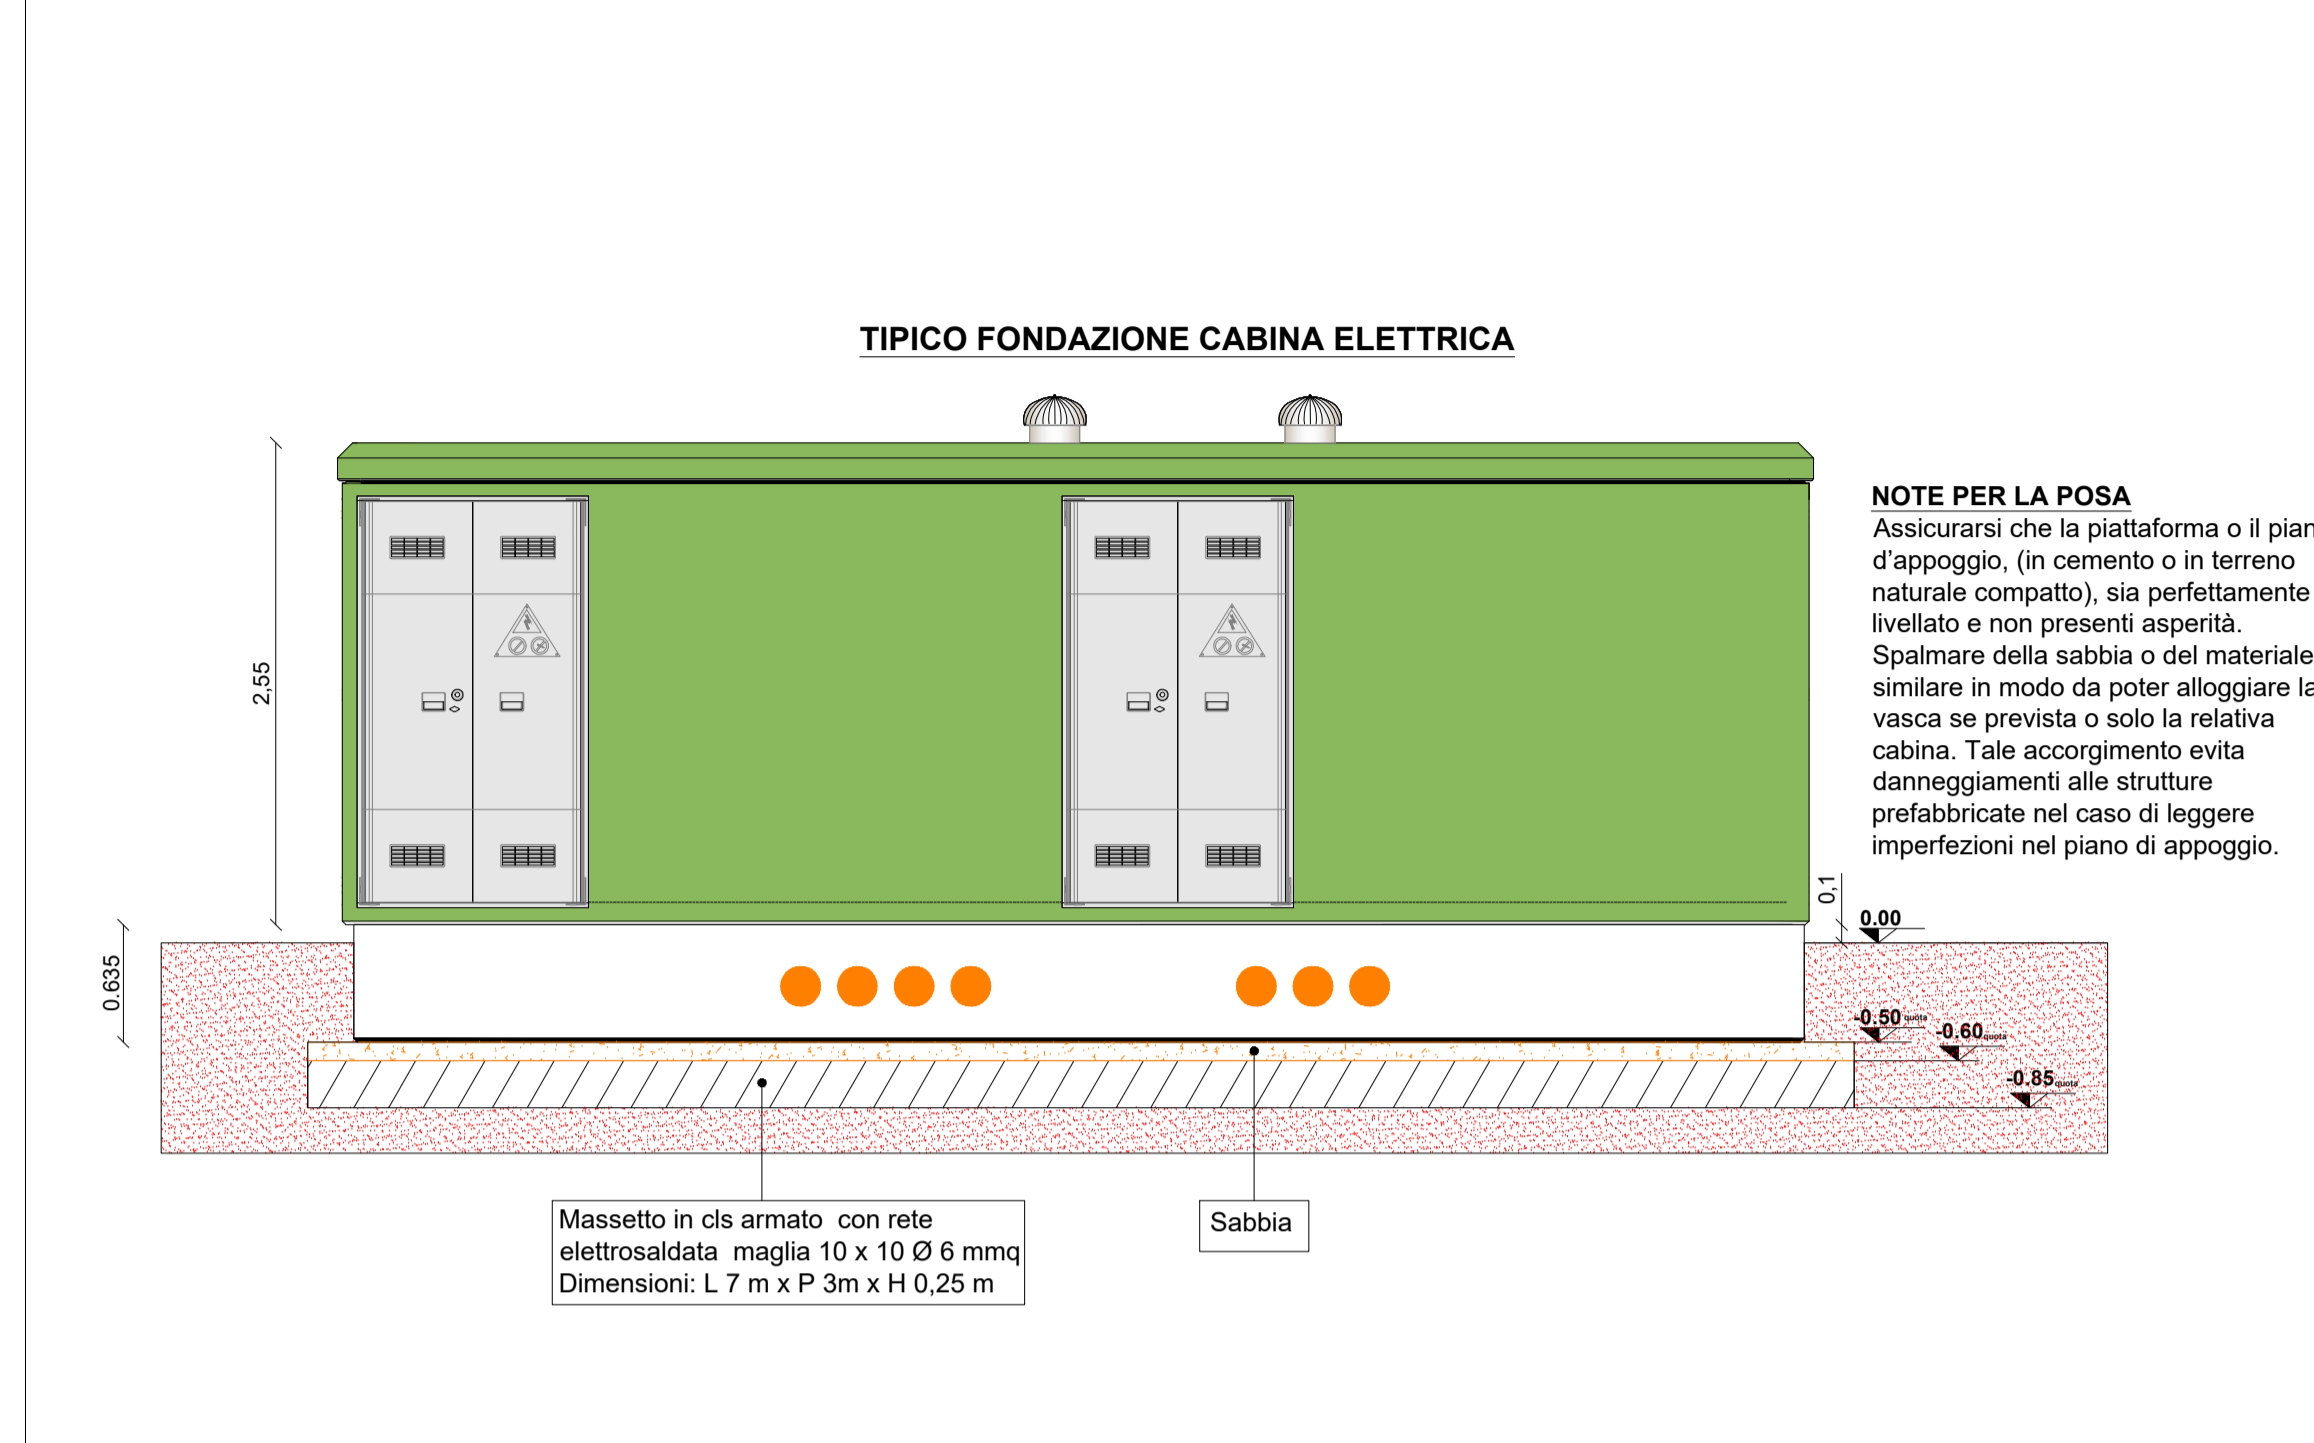 TIPICO FONDAZIONE CABINA ELETTRICA
NOTE PER LA POSA
Assicurarsi che la piattaforma o il pian
d’appoggio, (in cemento o in terreno
naturale compatto), sia perfettamente
livellato e non presenti asperità.
Spalmare della sabbia o del materiale
similare in modo da poter alloggiare la
vasca se prevista o solo la relativa
cabina. Tale accorgimento evita
danneggiamenti alle strutture
prefabbricate nel caso di leggere
imperfezioni nel piano di appoggio.
2,55
0.635
0,1
0.00
-0.50 quota
-0.60 quota
-0.85 quota
Massetto in cls armato con rete
elettrosaldata maglia 10 x 10 Ø 6 mmq
Dimensioni: L 7 m x P 3m x H 0,25 m
Sabbia